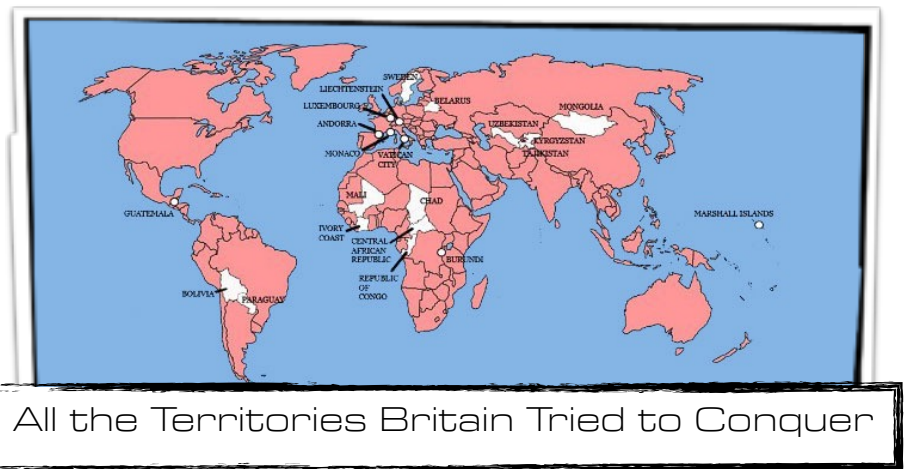 SWEDEN
LIECHTENSTEIN
LUXEMBOURG
BELARUS
MONGOLIA
ANDORRA
UZBEKISTAN
KYRGYZSTAN
MONACO
VATICAN
CITY
TAJIKISTAN
MALI
CHAD
GUATEMALA
MARSHALL ISLANDS
IVORY
COAST
CENTRAL
AFRICAN
REPUBLIC
BURUNDI
REPUBLIC
OF
CONGO
BOLIVIA
PARAGUAY
All the Territories Britain Tried to Conquer